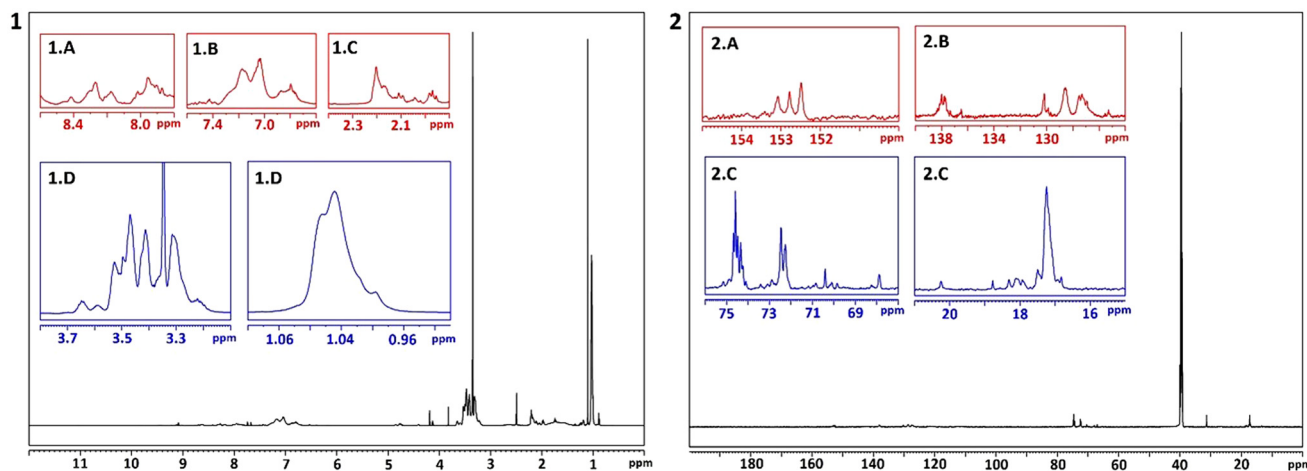 1
1.A
8.4 8.0 ppm
1.B
7.4 7.0 ppm
1.C
2.3 2.1 ppm
1.D
3.7 3.5 3.3 ppm
1.D
1.06 1.04 0.96 ppm
11 10 9 8 7 6 5 4 3 2 1 ppm
2
2.A
154 153 152 ppm
2.B
138 134 130 ppm
2.C
75 73 71 69 ppm
2.C
20 18 16 ppm
180 160 140 120 100 80 60 40 20 ppm